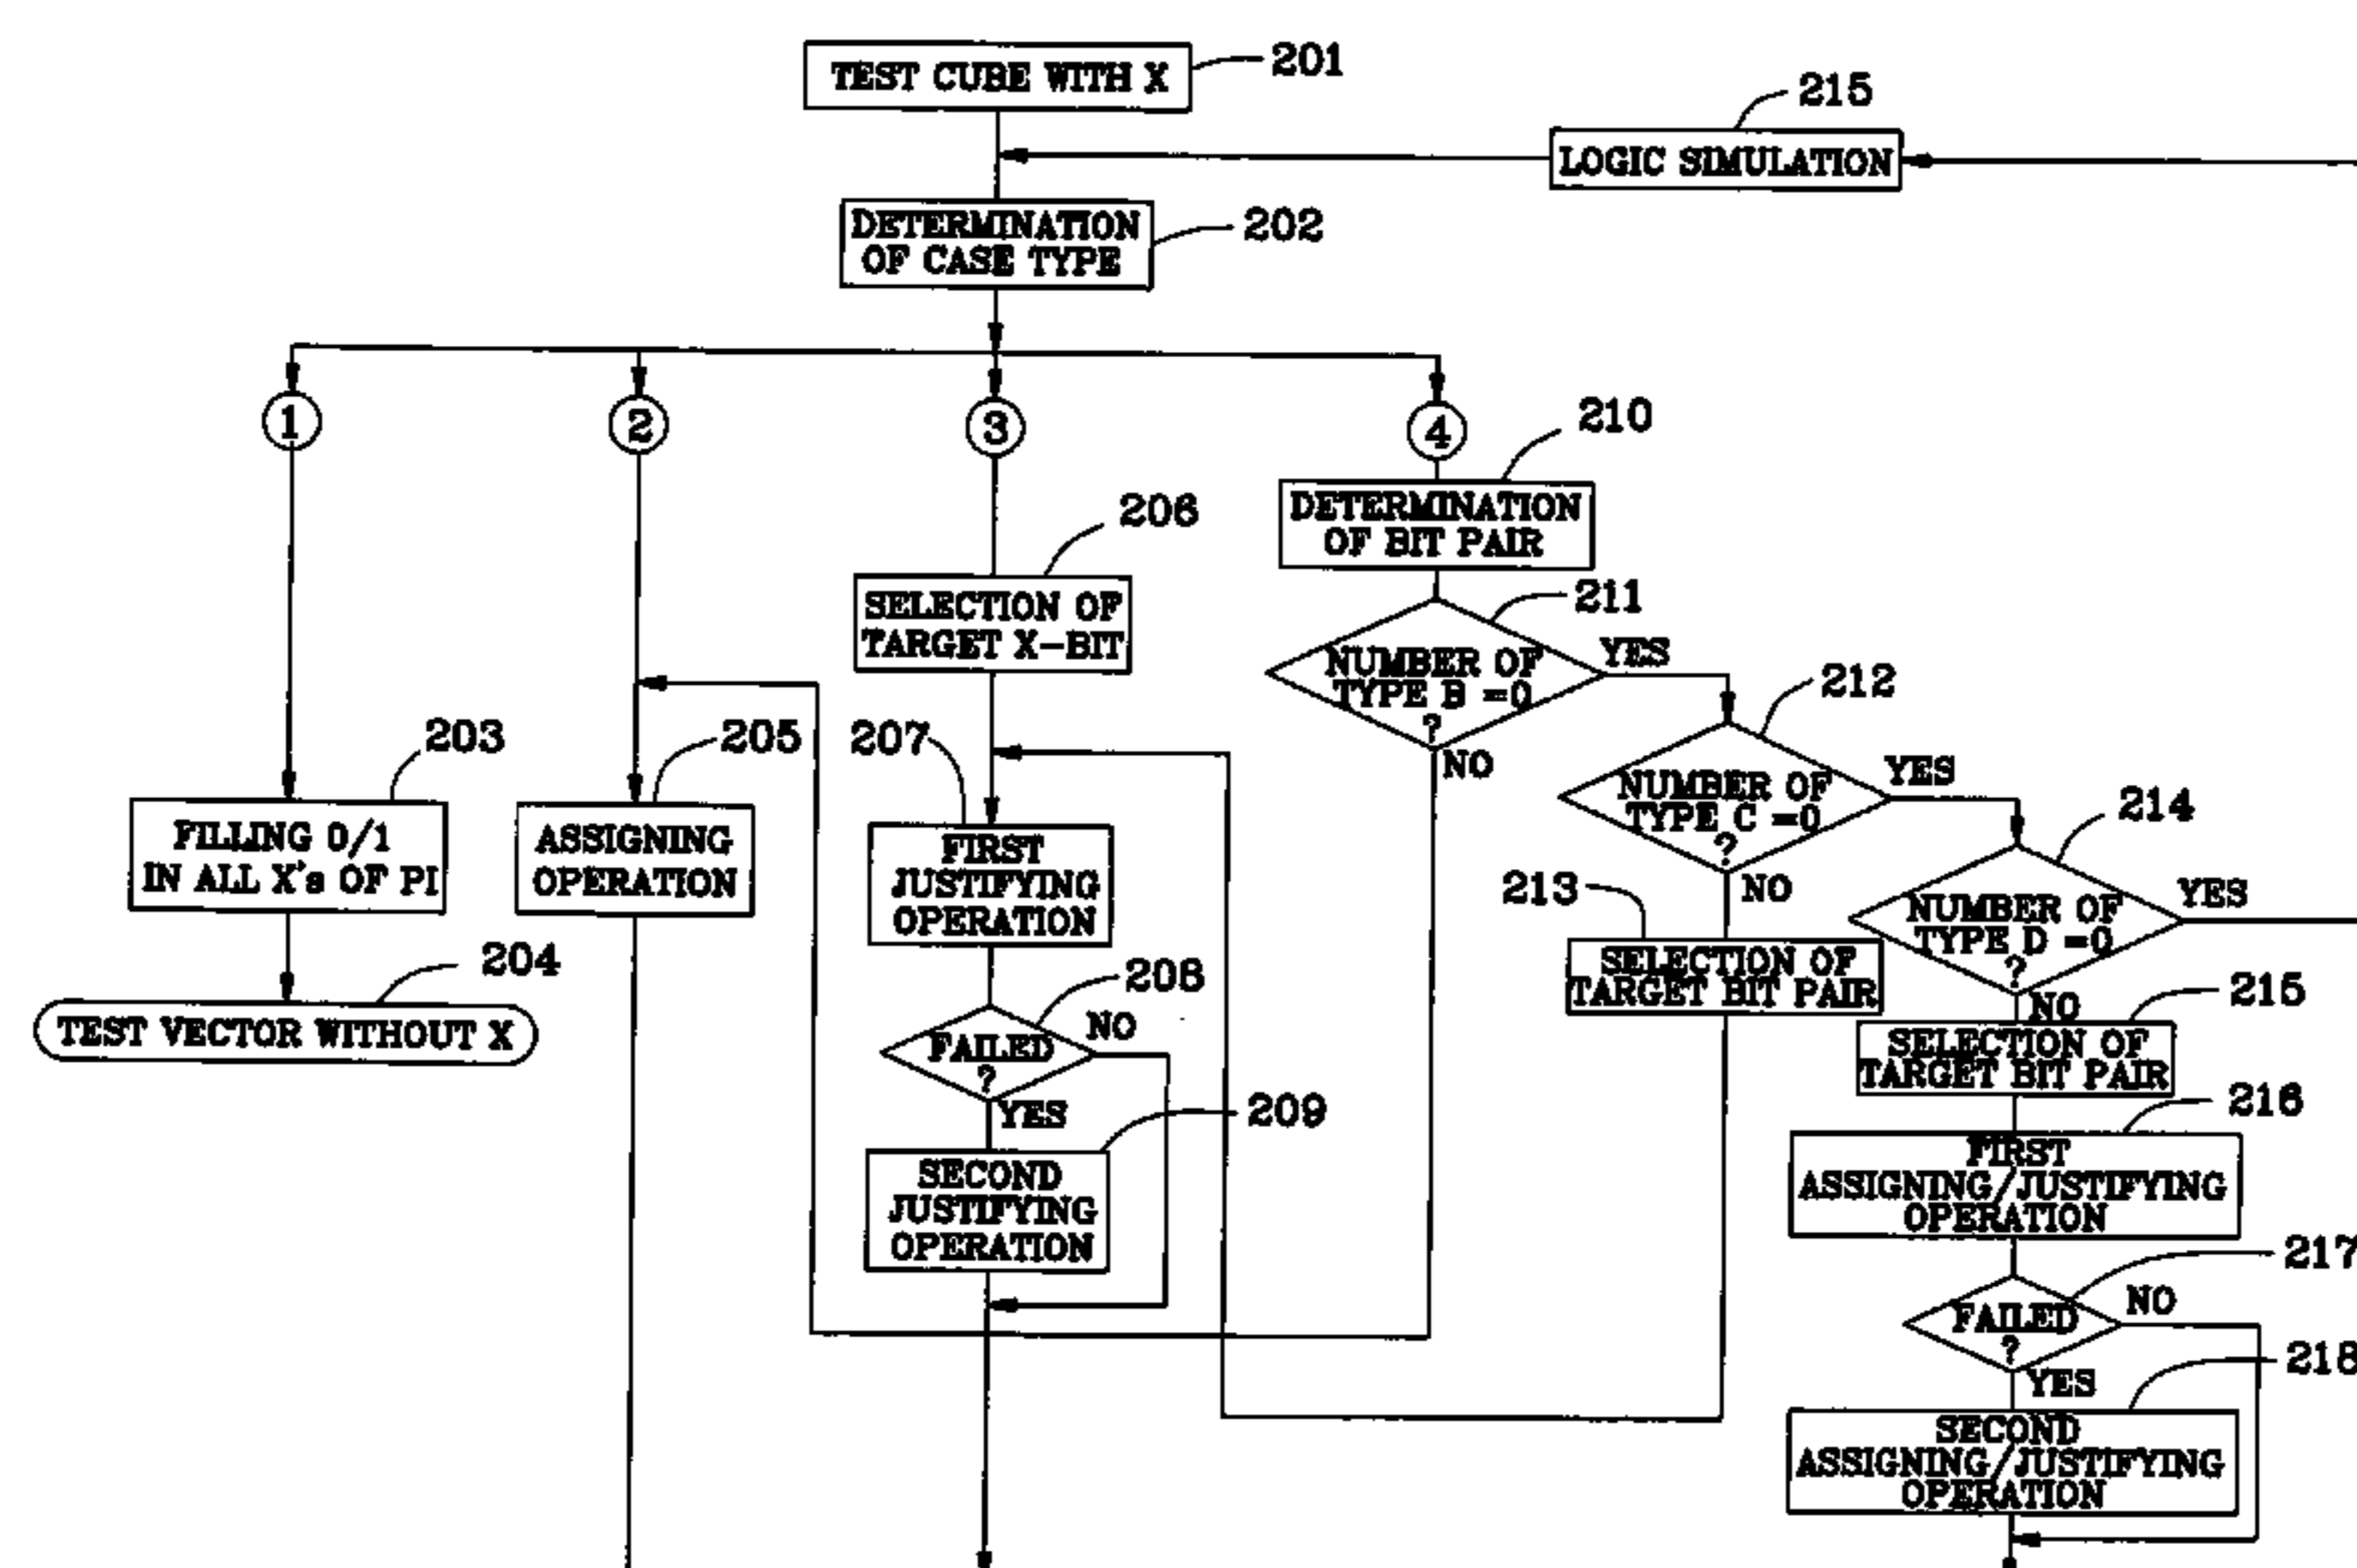 TEST CUBE WITH X
201
215
LOGIC SIMULATION
DETERMINATION
OF CASE TYPE
202
1
2
3
4
210
DETERMINATION
OF BIT PAIR
206
SELECTION OF
TARGET X-BIT
211
NUMBER OF
TYPE B =0
?
YES
NO
212
NUMBER OF
TYPE C =0
?
YES
NO
203
FILLING 0/1
IN ALL X's OF PI
205
ASSIGNING
OPERATION
207
FIRST
JUSTIFYING
OPERATION
214
NUMBER OF
TYPE D =0
?
YES
NO
213
SELECTION OF
TARGET BIT PAIR
204
TEST VECTOR WITHOUT X
208
FAILED
?
NO
YES
215
SELECTION OF
TARGET BIT PAIR
209
SECOND
JUSTIFYING
OPERATION
216
FIRST
ASSIGNING/JUSTIFYING
OPERATION
217
FAILED
?
NO
YES
218
SECOND
ASSIGNING/JUSTIFYING
OPERATION